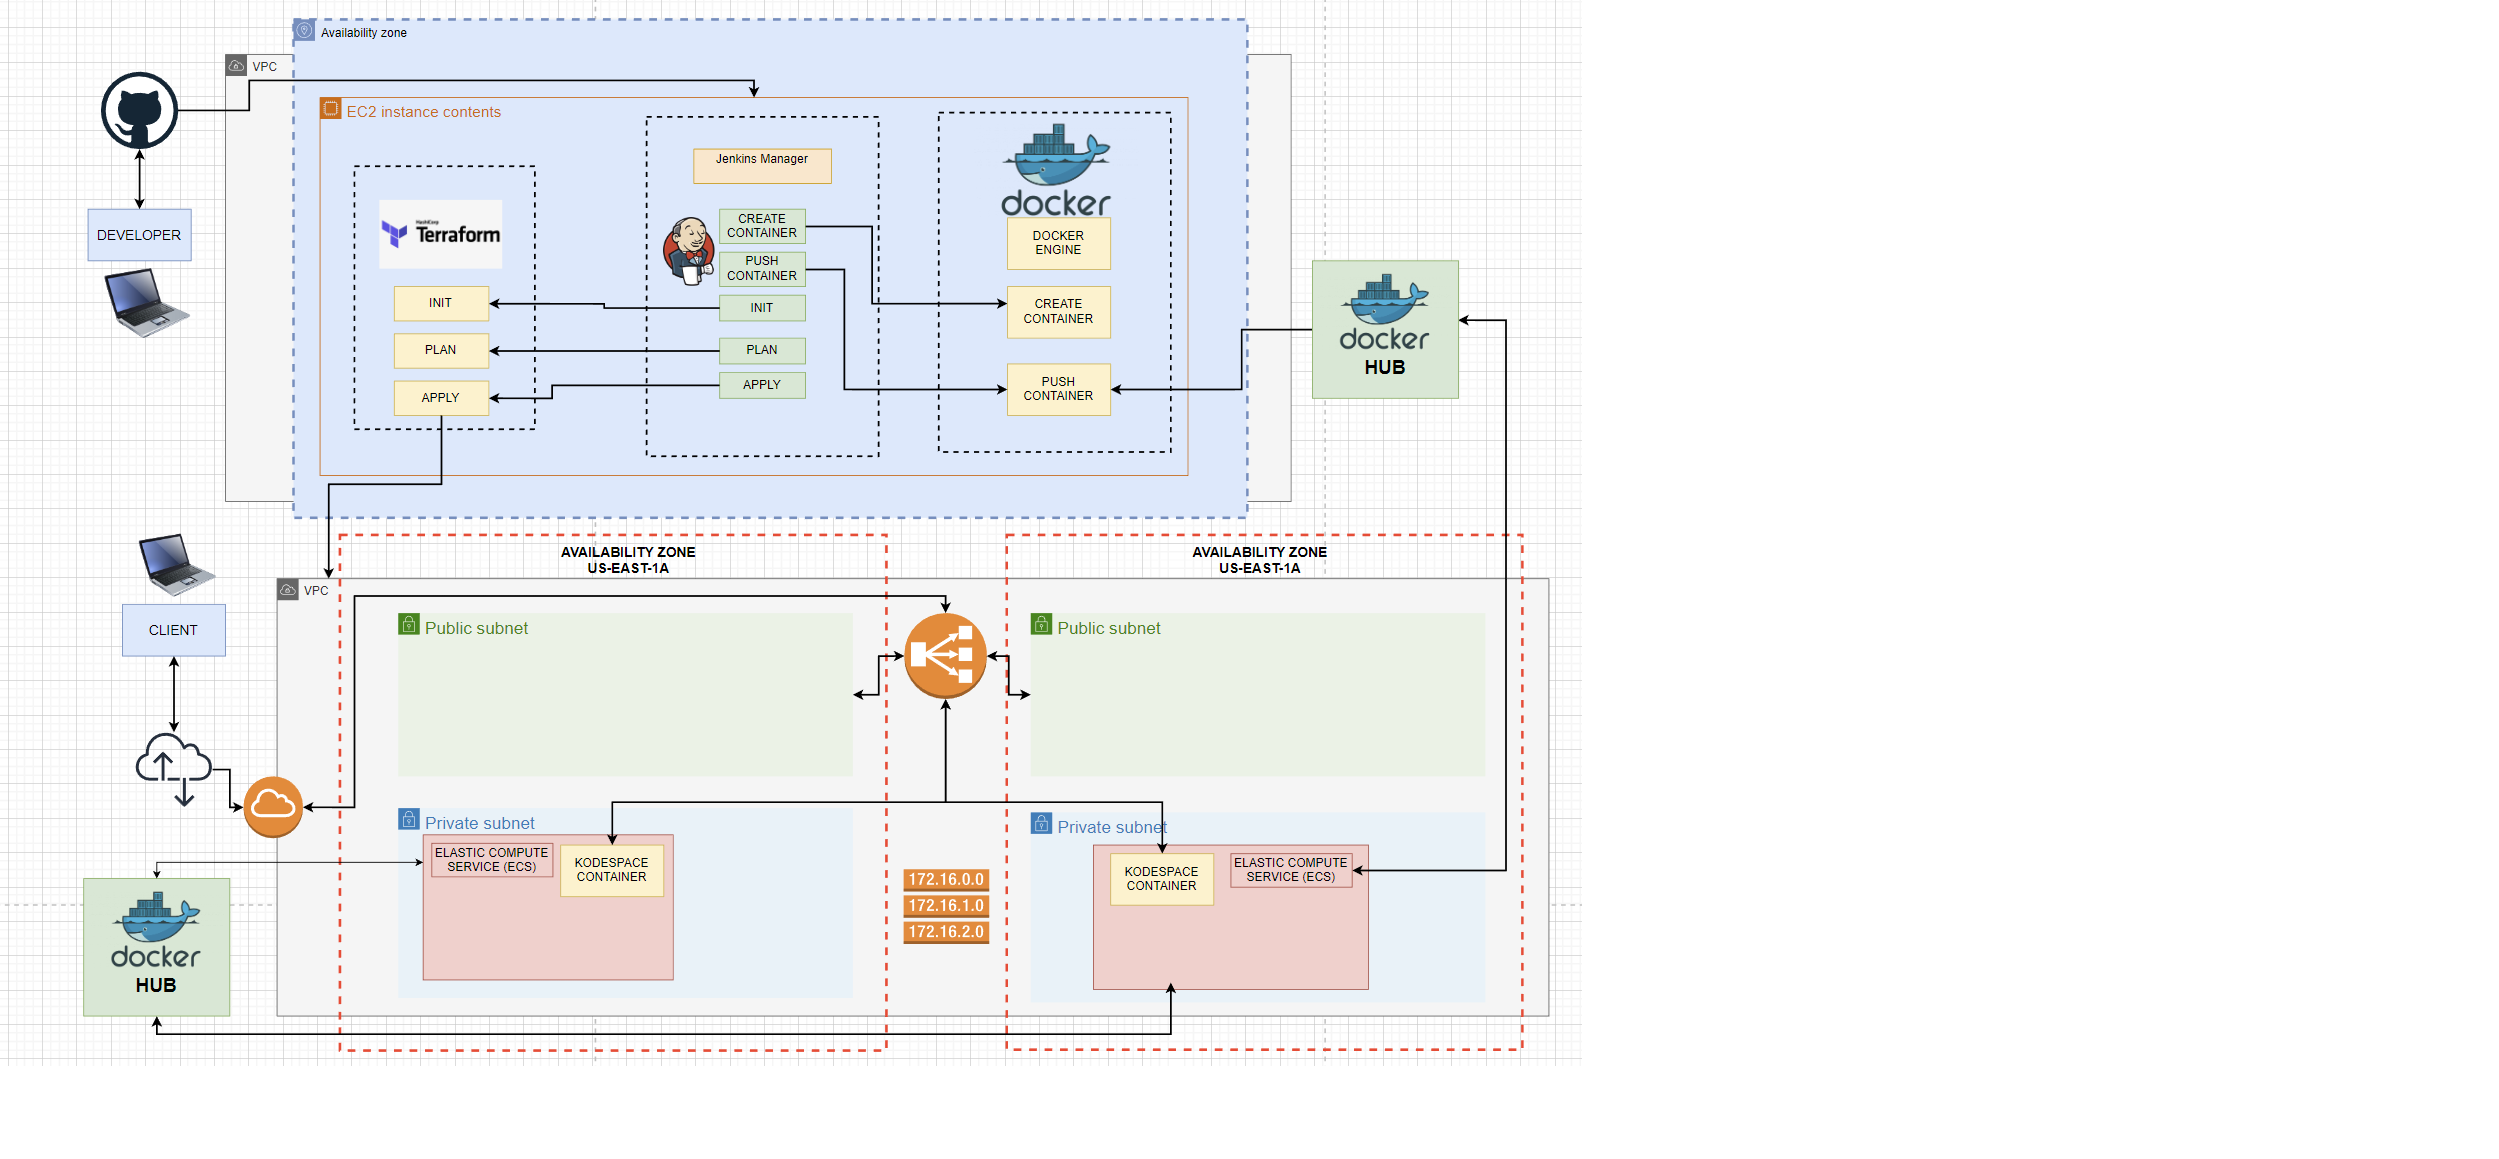 Availability zone
VPC
EC2 instance contents
Jenkins Manager
docker
HashiCorp
Terraform
CREATE
CONTAINER
PUSH
CONTAINER
INIT
PLAN
APPLY
INIT
PLAN
APPLY
DOCKER
ENGINE
CREATE
CONTAINER
PUSH
CONTAINER
DEVELOPER
docker
HUB
AVAILABILITY ZONE
US-EAST-1A
AVAILABILITY ZONE
US-EAST-1A
VPC
CLIENT
Public subnet
Public subnet
Private subnet
Private subnet
ELASTIC COMPUTE
SERVICE (ECS)
KODESPACE
CONTAINER
KODESPACE
CONTAINER
ELASTIC COMPUTE
SERVICE (ECS)
172.16.0.0
172.16.1.0
172.16.2.0
docker
HUB